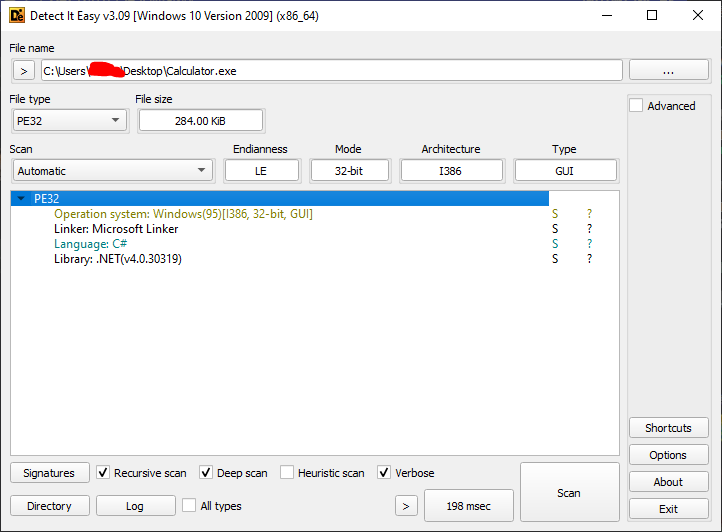 Detect It Easy v3.09 [Windows 10 Version 2009] (x86_64)
File name
> C:\Users\ \Desktop\Calculator.exe ...
File type File size
PE32 284.00 KiB
Advanced
Scan Endianness Mode Architecture Type
Automatic LE 32-bit I386 GUI
PE32
Operation system: Windows(95)[I386, 32-bit, GUI] S ?
Linker: Microsoft Linker S ?
Language: C# S ?
Library: .NET(v4.0.30319) S ?
Shortcuts
Options
Signatures Recursive scan Deep scan Heuristic scan Verbose
Scan
About
Directory Log All types > 198 msec
Exit